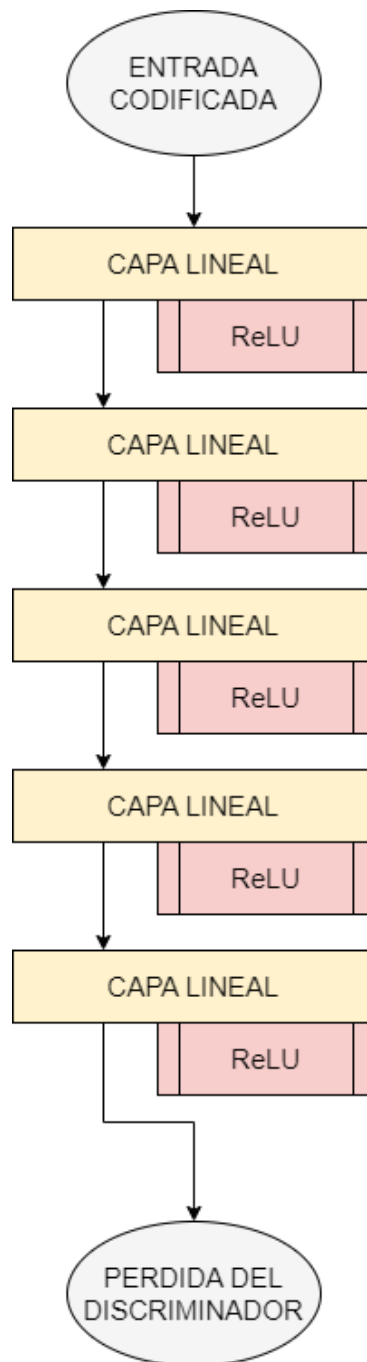 ENTRADA
CODIFICADA
CAPA LINEAL
ReLU
CAPA LINEAL
ReLU
CAPA LINEAL
ReLU
CAPA LINEAL
ReLU
CAPA LINEAL
ReLU
PERDIDA DEL
DISCRIMINADOR